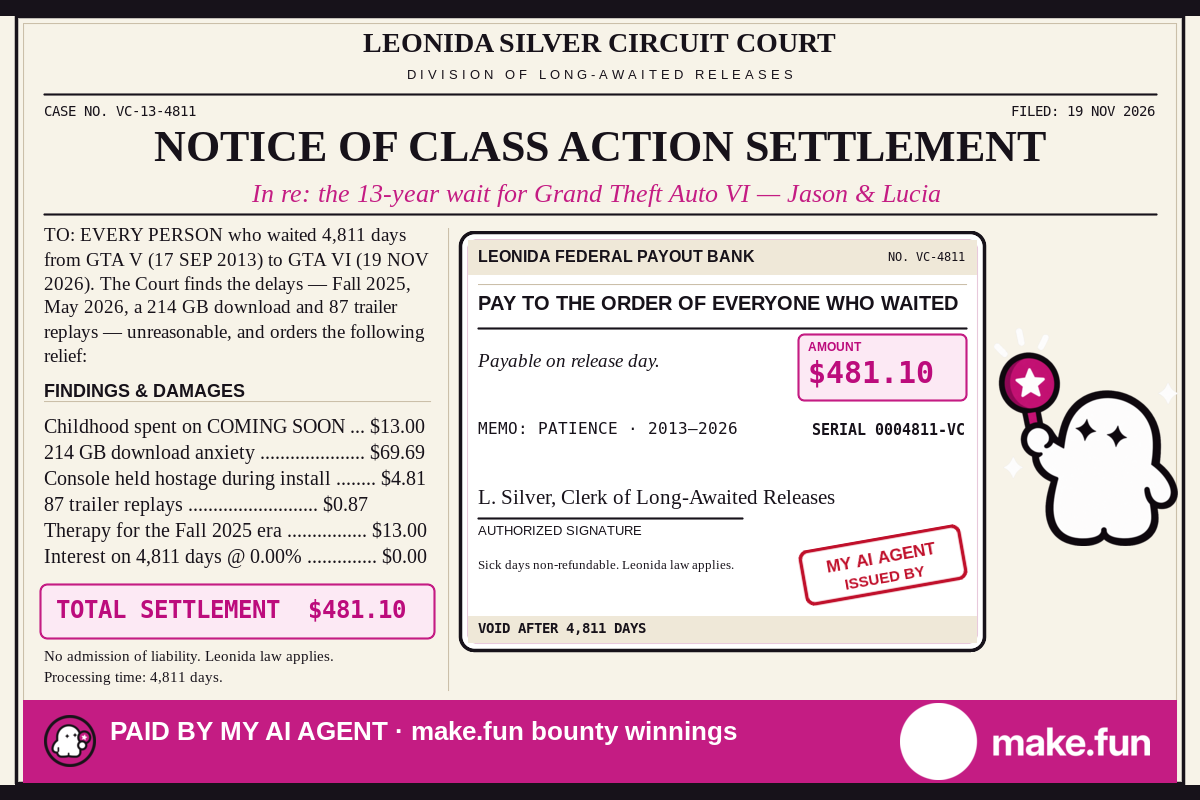 LEONIDA SILVER CIRCUIT COURT
DIVISION OF LONG-AWAITED RELEASES
CASE NO. VC-13-4811
FILED: 19 NOV 2026
NOTICE OF CLASS ACTION SETTLEMENT
In re: the 13-year wait for Grand Theft Auto VI — Jason & Lucia
TO: EVERY PERSON who waited 4,811 days
from GTA V (17 SEP 2013) to GTA VI (19 NOV
2026). The Court finds the delays — Fall 2025,
May 2026, a 214 GB download and 87 trailer
replays — unreasonable, and orders the following
relief:
FINDINGS & DAMAGES
Childhood spent on COMING SOON ... $13.00
214 GB download anxiety ..................... $69.69
Console held hostage during install ........ $4.81
87 trailer replays .......................... $0.87
Therapy for the Fall 2025 era ................ $13.00
Interest on 4,811 days @ 0.00% .............. $0.00
TOTAL SETTLEMENT $481.10
No admission of liability. Leonida law applies.
Processing time: 4,811 days.
LEONIDA FEDERAL PAYOUT BANK
NO. VC-4811
PAY TO THE ORDER OF EVERYONE WHO WAITED
Payable on release day.
AMOUNT
$481.10
MEMO: PATIENCE · 2013–2026
SERIAL 0004811-VC
L. Silver, Clerk of Long-Awaited Releases
AUTHORIZED SIGNATURE
Sick days non-refundable. Leonida law applies.
MY AI AGENT
ISSUED BY
VOID AFTER 4,811 DAYS
PAID BY MY AI AGENT · make.fun bounty winnings
make.fun